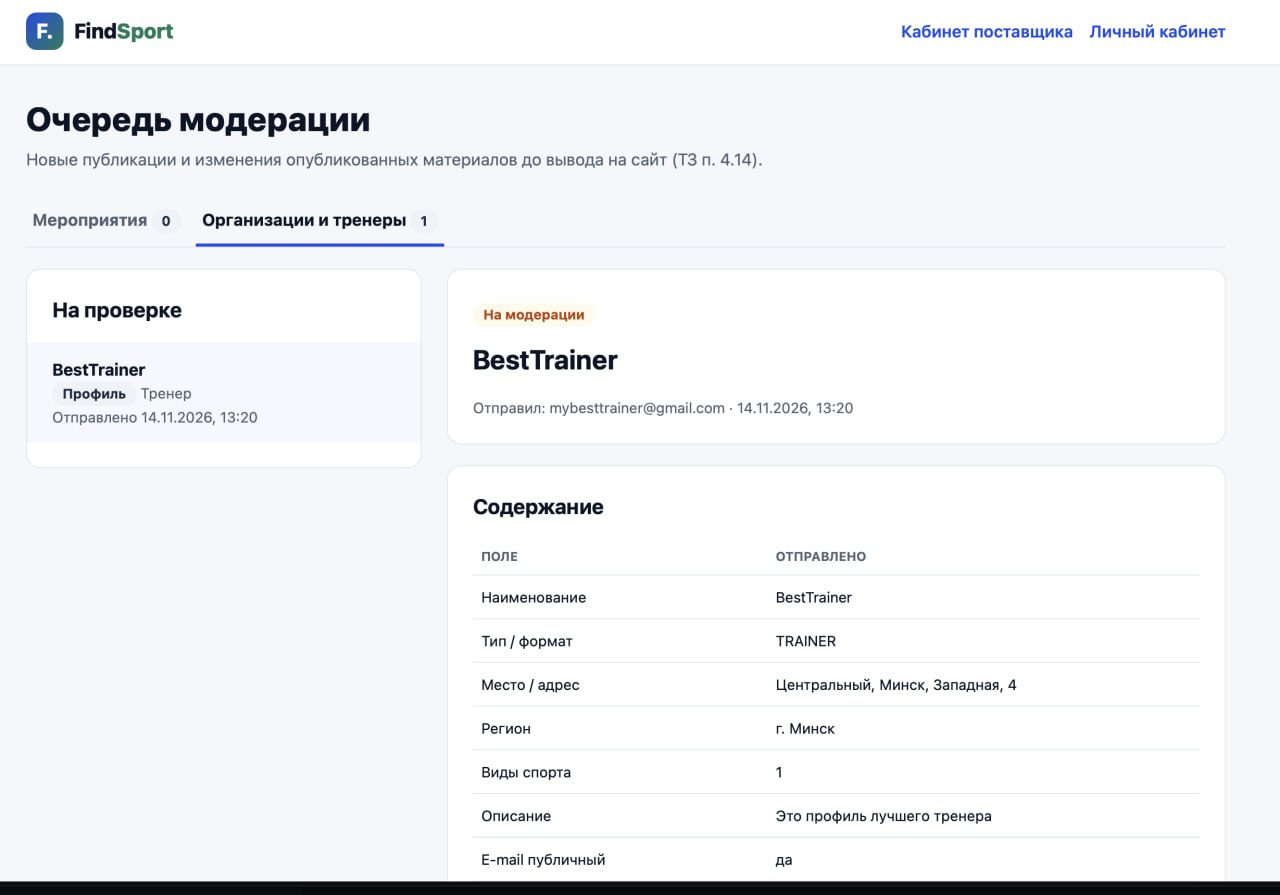 F. FindSport
Кабинет поставщика Личный кабинет
Очередь модерации
Новые публикации и изменения опубликованных материалов до вывода на сайт (ТЗ п. 4.14).
Мероприятия 0 Организации и тренеры 1
На проверке
BestTrainer
Профиль Тренер
Отправлено 14.11.2026, 13:20
На модерации
BestTrainer
Отправил: mybesttrainer@gmail.com · 14.11.2026, 13:20
Содержание
ПОЛЕ ОТПРАВЛЕНО
Наименование BestTrainer
Тип / формат TRAINER
Место / адрес Центральный, Минск, Западная, 4
Регион г. Минск
Виды спорта 1
Описание Это профиль лучшего тренера
E-mail публичный да